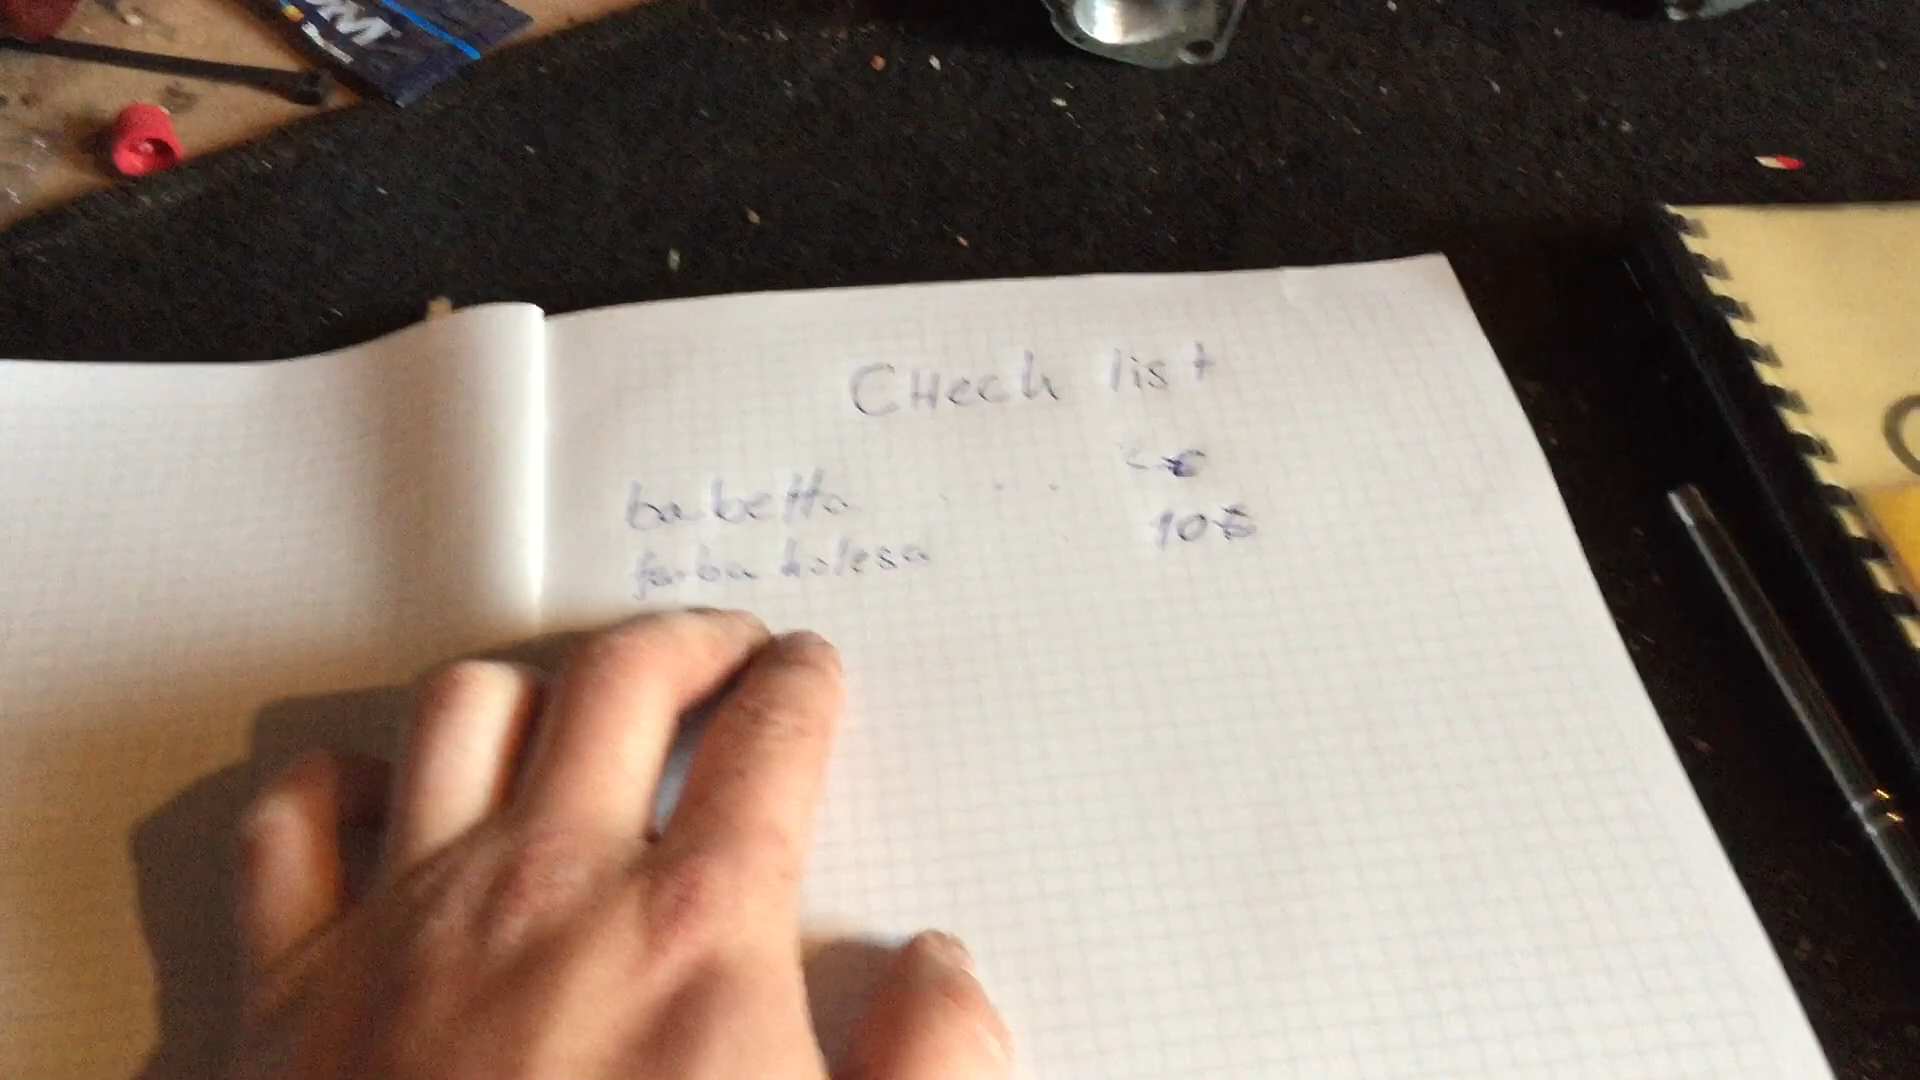 CHeck list
babetta . . . . €
farba kolesa 10€